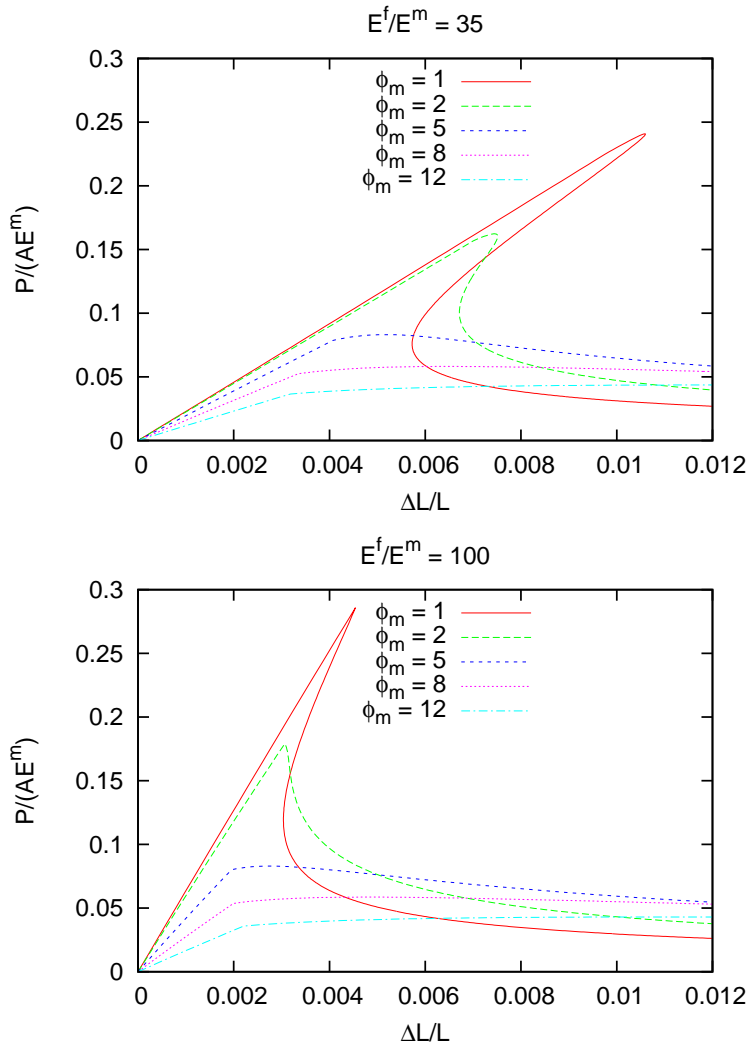 E^f/E^m = 35
0.3
0.25
0.2
0.15
0.1
0.05
0
P/(AE^m)
ϕ_m = 1
ϕ_m = 2
ϕ_m = 5
ϕ_m = 8
ϕ_m = 12
0 0.002 0.004 0.006 0.008 0.01 0.012
ΔL/L
E^f/E^m = 100
0.3
0.25
0.2
0.15
0.1
0.05
0
P/(AE^m)
ϕ_m = 1
ϕ_m = 2
ϕ_m = 5
ϕ_m = 8
ϕ_m = 12
0 0.002 0.004 0.006 0.008 0.01 0.012
ΔL/L